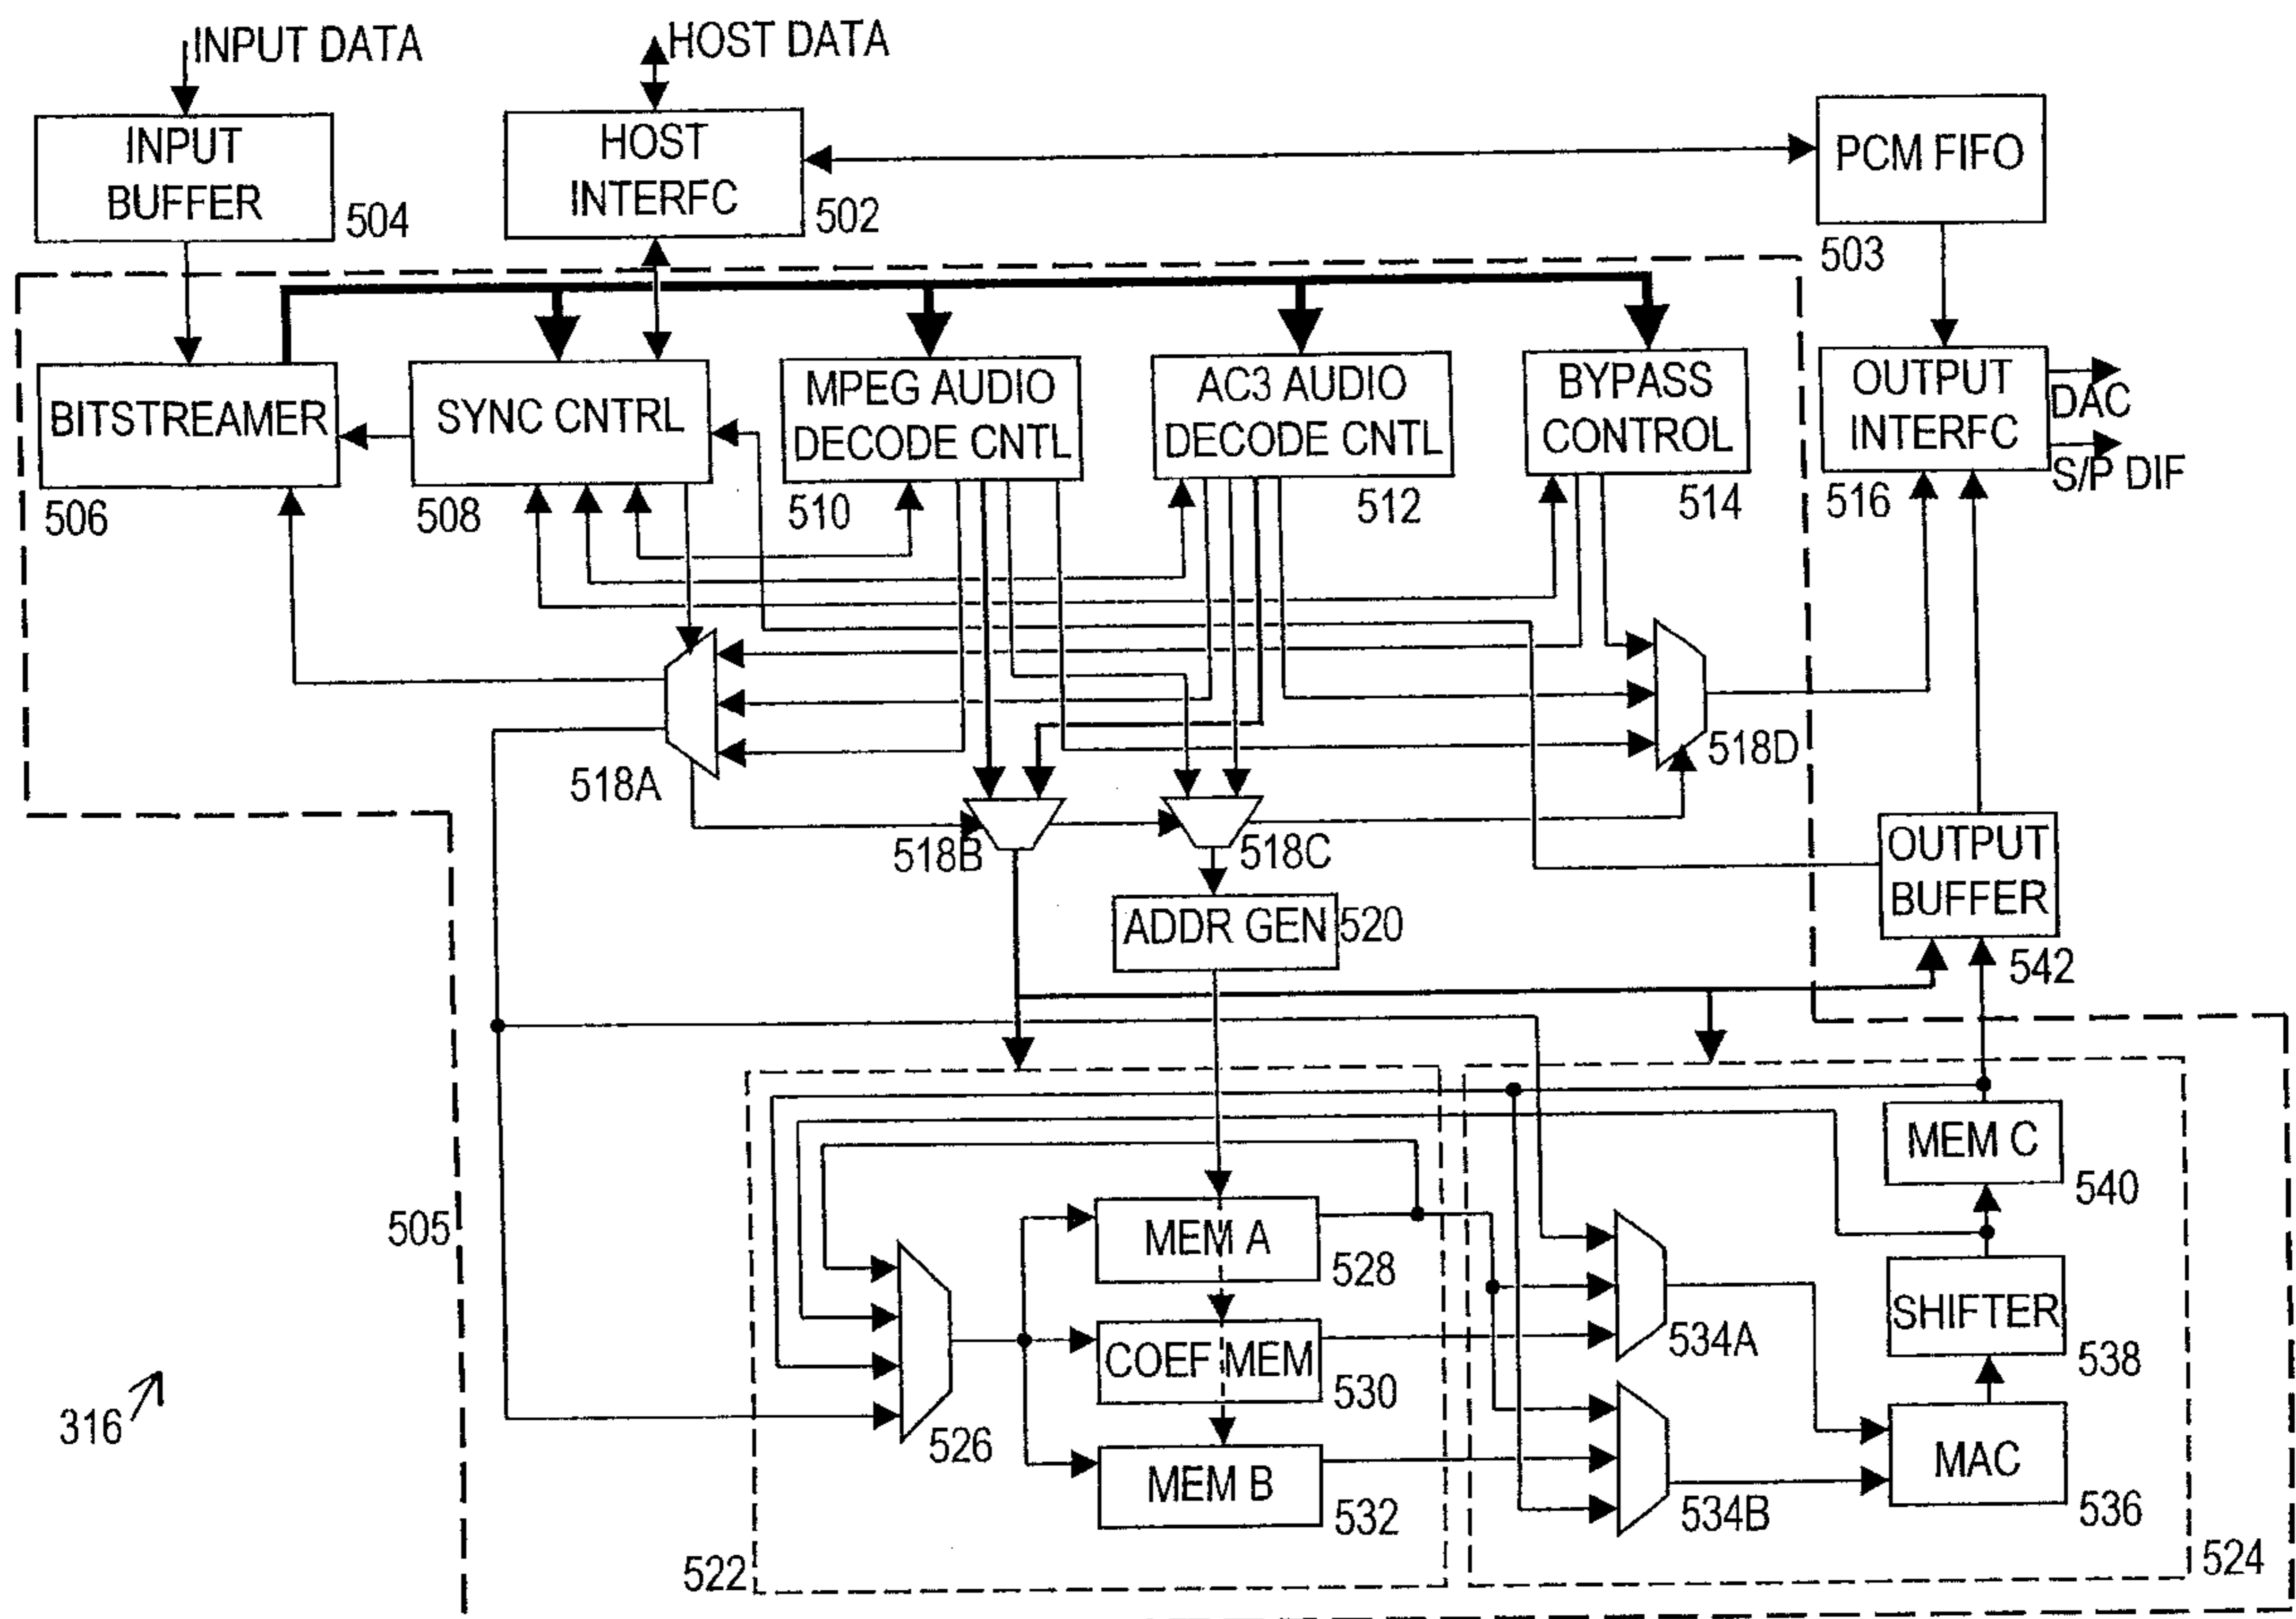 INPUT DATA
HOST DATA
INPUT
BUFFER
504
HOST
INTERFC
502
PCM FIFO
503
BITSTREAMER
506
SYNC CNTRL
508
MPEG AUDIO
DECODE CNTL
510
AC3 AUDIO
DECODE CNTL
512
BYPASS
CONTROL
514
OUTPUT
INTERFC
516
DAC
S/P DIF
518A
518B
518C
518D
ADDR GEN
520
OUTPUT
BUFFER
542
505
MEM A
528
COEF MEM
530
MEM B
532
526
522
534A
534B
MEM C
540
SHIFTER
538
MAC
536
524
316